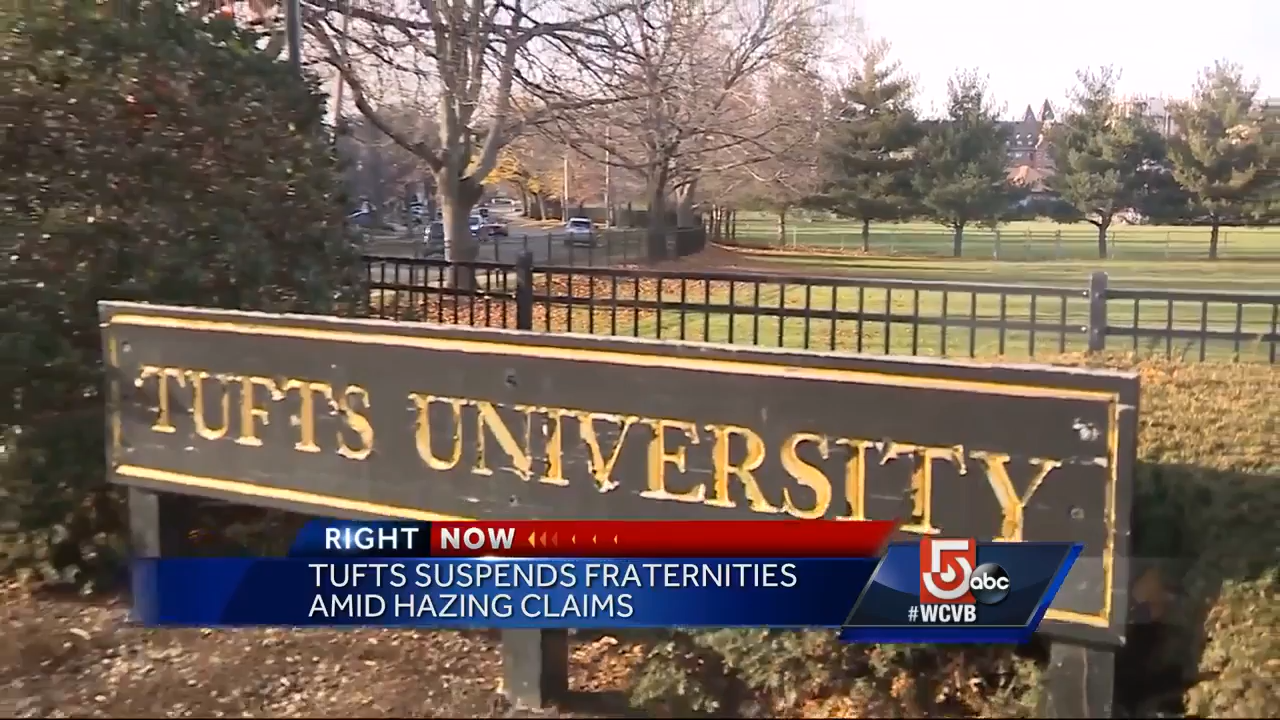 TUFTS UNIVERSITY
RIGHT NOW
TUFTS SUSPENDS FRATERNITIES
AMID HAZING CLAIMS
5 abc
#WCVB